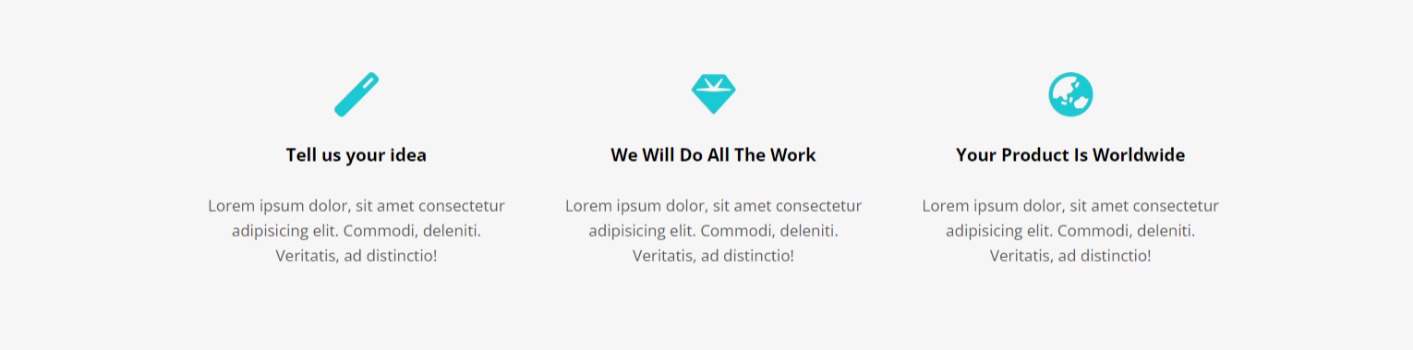 Tell us your idea
Lorem ipsum dolor, sit amet consectetur
adipisicing elit. Commodi, deleniti.
Veritatis, ad distinctio!
We Will Do All The Work
Lorem ipsum dolor, sit amet consectetur
adipisicing elit. Commodi, deleniti.
Veritatis, ad distinctio!
Your Product Is Worldwide
Lorem ipsum dolor, sit amet consectetur
adipisicing elit. Commodi, deleniti.
Veritatis, ad distinctio!